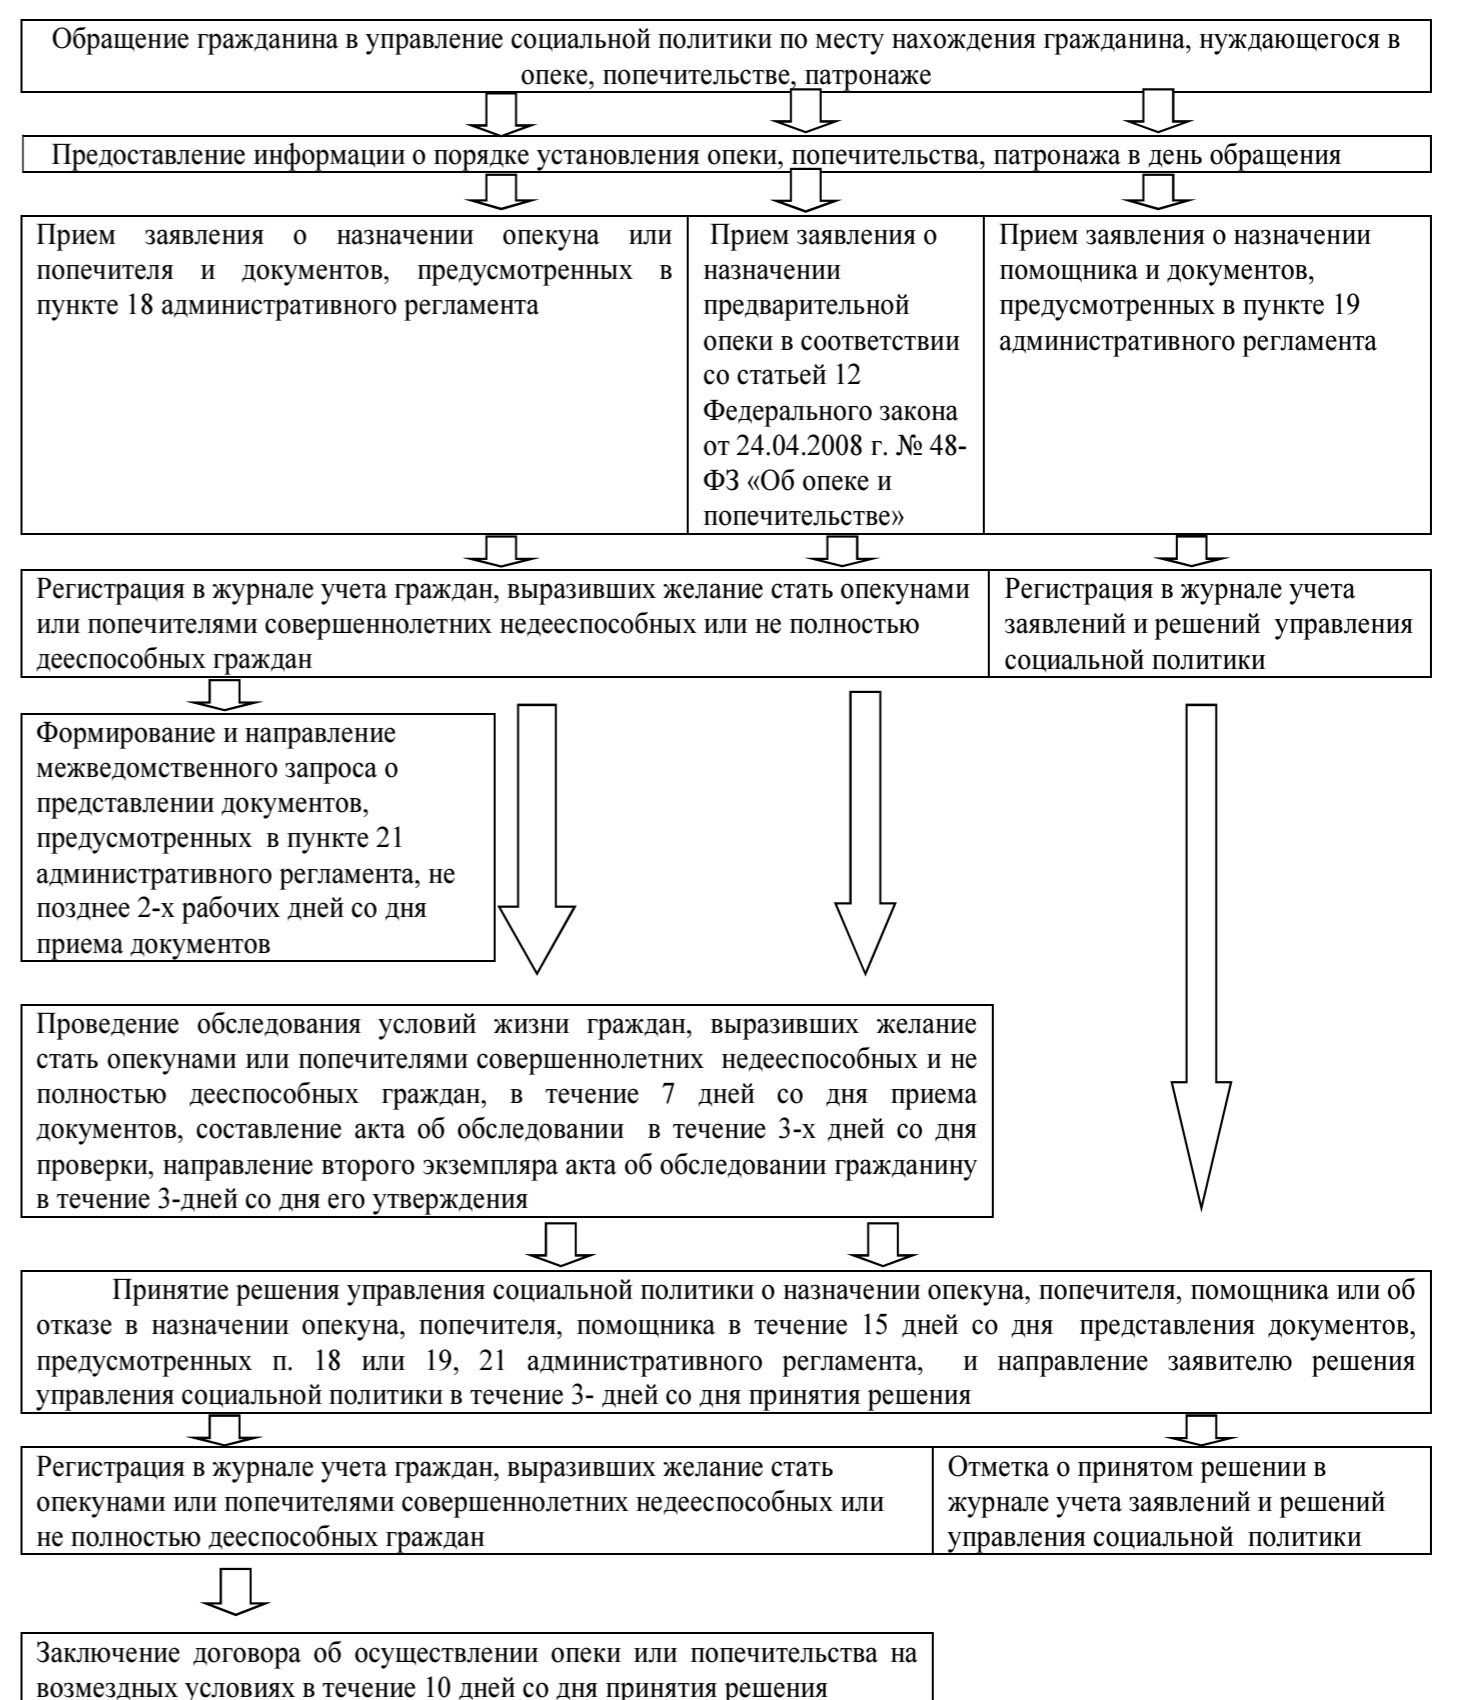 Обращение гражданина в управление социальной политики по месту нахождения гражданина, нуждающегося в
опеке, попечительстве, патронаже
Предоставление информации о порядке установления опеки, попечительства, патронажа в день обращения
Прием заявления о назначении опекуна или
попечителя и документов, предусмотренных в
пункте 18 административного регламента
Прием заявления о
назначении
предварительной
опеки в соответствии
со статьей 12
Федерального закона
от 24.04.2008 г. № 48-
ФЗ «Об опеке и
попечительстве»
Прием заявления о назначении
помощника и документов,
предусмотренных в пункте 19
административного регламента
Регистрация в журнале учета граждан, выразивших желание стать опекунами
или попечителями совершеннолетних недееспособных или не полностью
дееспособных граждан
Регистрация в журнале учета
заявлений и решений управления
социальной политики
Формирование и направление
межведомственного запроса о
представлении документов,
предусмотренных в пункте 21
административного регламента, не
позднее 2-х рабочих дней со дня
приема документов
Проведение обследования условий жизни граждан, выразивших желание
стать опекунами или попечителями совершеннолетних недееспособных и не
полностью дееспособных граждан, в течение 7 дней со дня приема
документов, составление акта об обследовании в течение 3-х дней со дня
проверки, направление второго экземпляра акта об обследовании гражданину
в течение 3-дней со дня его утверждения
Принятие решения управления социальной политики о назначении опекуна, попечителя, помощника или об
отказе в назначении опекуна, попечителя, помощника в течение 15 дней со дня представления документов,
предусмотренных п. 18 или 19, 21 административного регламента, и направление заявителю решения
управления социальной политики в течение 3- дней со дня принятия решения
Регистрация в журнале учета граждан, выразивших желание стать
опекунами или попечителями совершеннолетних недееспособных или
не полностью дееспособных граждан
Отметка о принятом решении в
журнале учета заявлений и решений
управления социальной политики
Заключение договора об осуществлении опеки или попечительства на
возмездных условиях в течение 10 дней со дня принятия решения